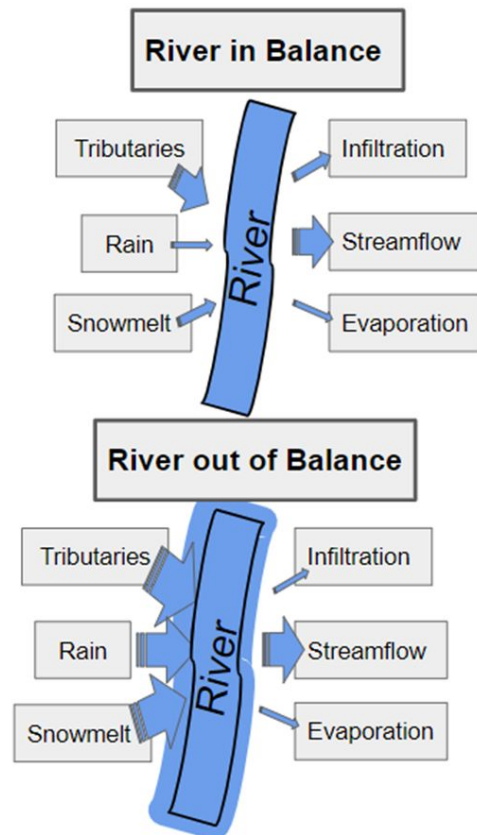 River in Balance
Tributaries
Infiltration
Rain
River
Streamflow
Snowmelt
Evaporation
River out of Balance
Tributaries
Infiltration
Rain
River
Streamflow
Snowmelt
Evaporation